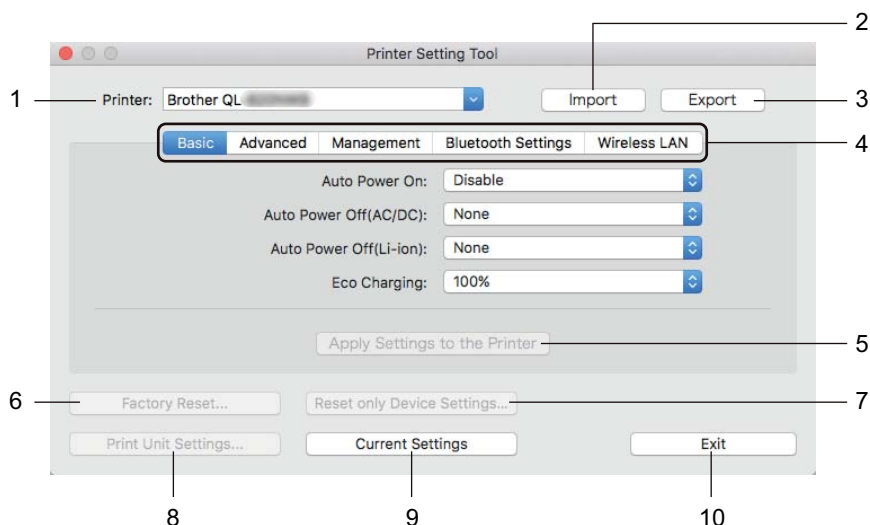 2
Printer Setting Tool
1 Printer: Brother QL Import Export 3
Basic Advanced Management Bluetooth Settings Wireless LAN 4
Auto Power On: Disable
Auto Power Off(AC/DC): None
Auto Power Off(Li-ion): None
Eco Charging: 100%
Apply Settings to the Printer 5
6 Factory Reset... Reset only Device Settings... 7
Print Unit Settings... Current Settings Exit
8 9 10